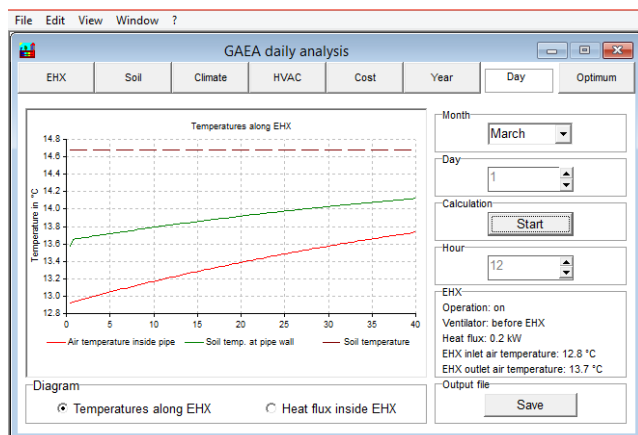 File Edit View Window ?
GAEA daily analysis
EHX Soil Climate HVAC Cost Year Day Optimum
Temperatures along EHX
Temperature in °C
14.8
14.6
14.4
14.2
14.0
13.8
13.6
13.4
13.2
13.0
12.8
0 5 10 15 20 25 30 35 40
Air temperature inside pipe Soil temp. at pipe wall Soil temperature
Diagram
Temperatures along EHX Heat flux inside EHX
Month
March
Day
1
Calculation
Start
Hour
12
EHX
Operation: on
Ventilator: before EHX
Heat flux: 0.2 kW
EHX inlet air temperature: 12.8 °C
EHX outlet air temperature: 13.7 °C
Output file
Save